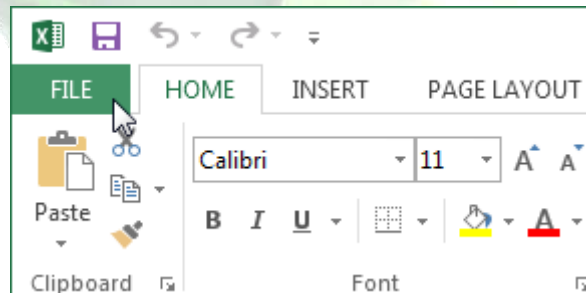 FILE HOME INSERT PAGE LAYOUT
Calibri 11 A A
Paste B I U A
Clipboard Font